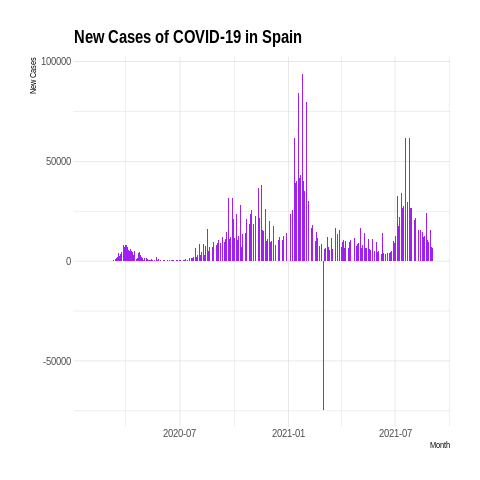 New Cases of COVID-19 in Spain
New Cases
100000
50000
0
-50000
2020-07 2021-01 2021-07
Month